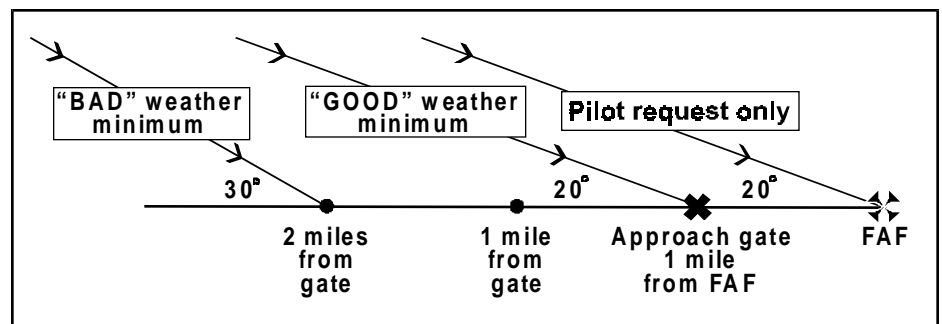 “BAD” weather
minimum
“GOOD” weather
minimum
Pilot request only
30°
20°
20°
2 miles
from
gate
1 mile
from
gate
Approach gate
1 mile
from FAF
FAF